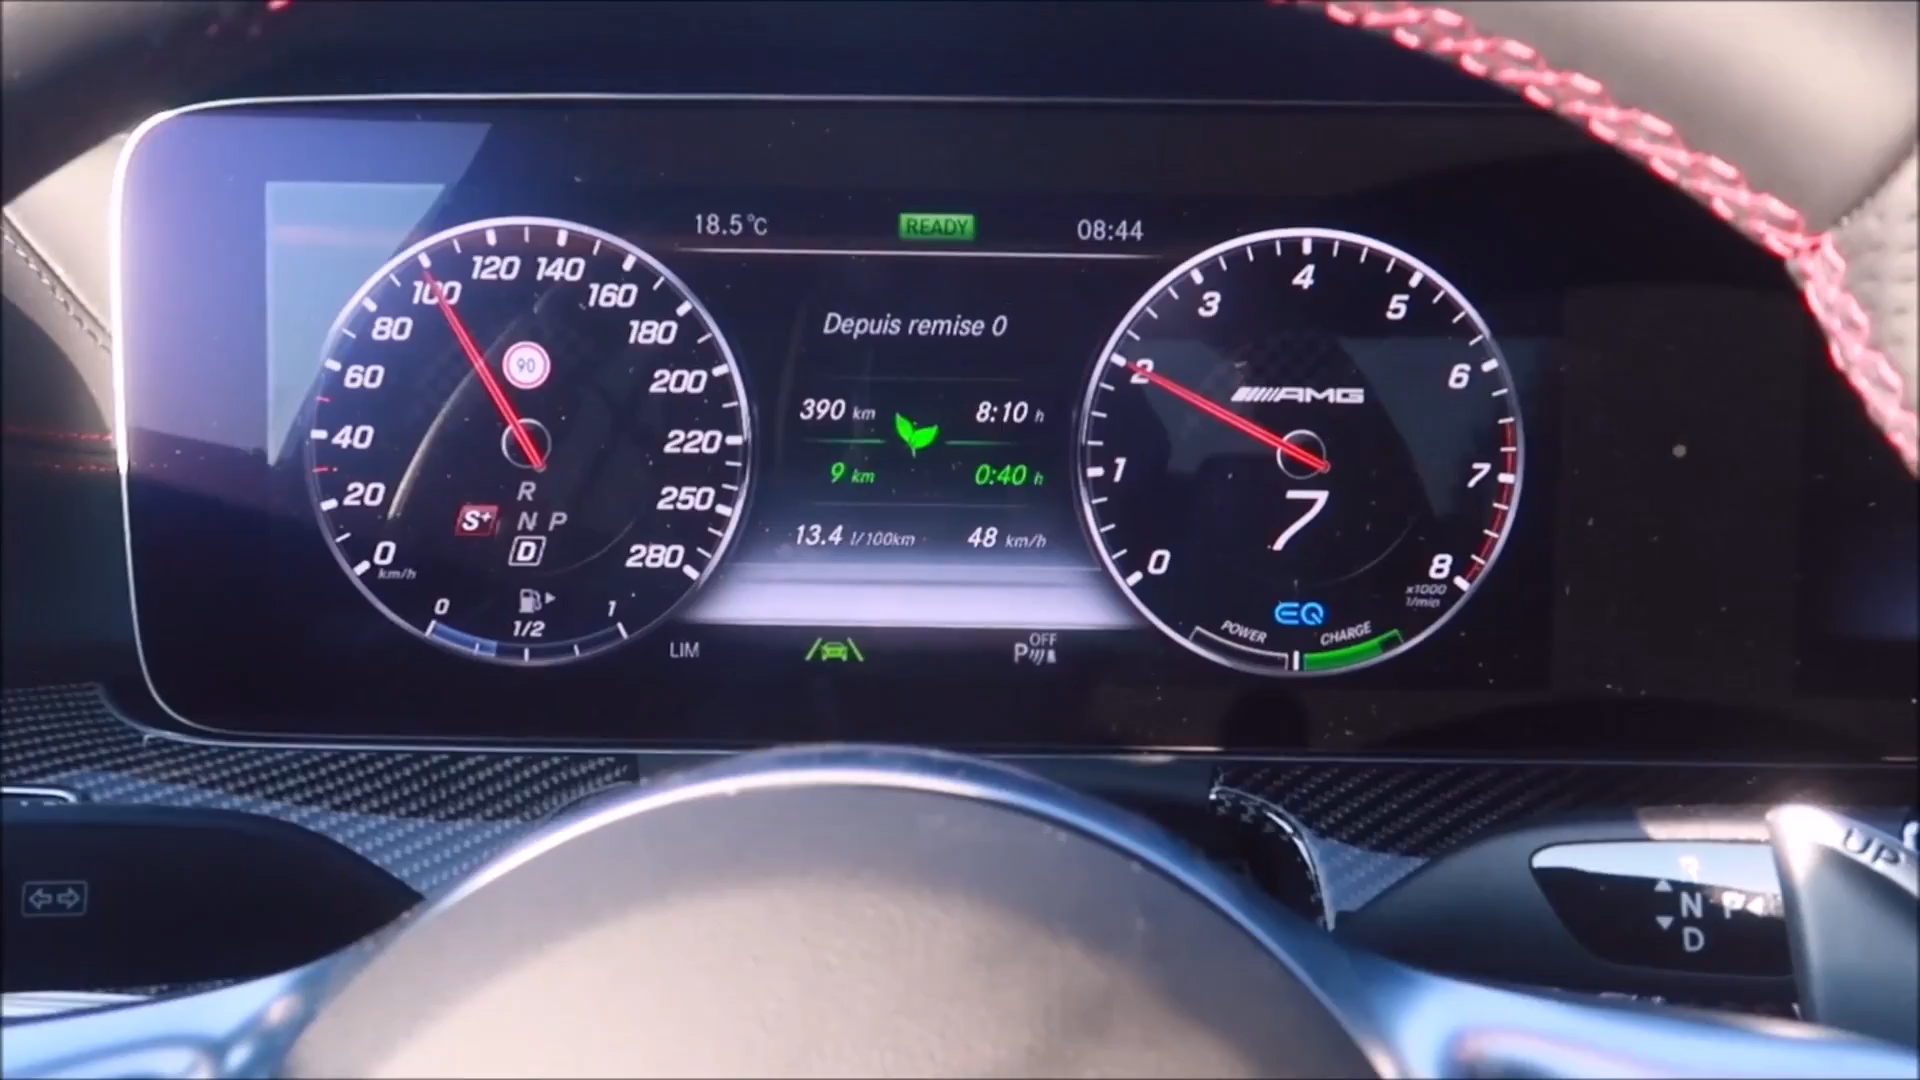 18.5°C READY 08:44
Depuis remise 0
390 km 8:10 h
9 km 0:40 h
13.4 l/100km 48 km/h
0 20 40 60 80 100 120 140 160 180 200 220 250 280
km/h
90
R
S+ N P
D
0 1/2 1
LIM
OFF
P
0 1 2 3 4 5 6 7 8
x1000
1/min
AMG
7
EQ
POWER CHARGE
UP
N P
D